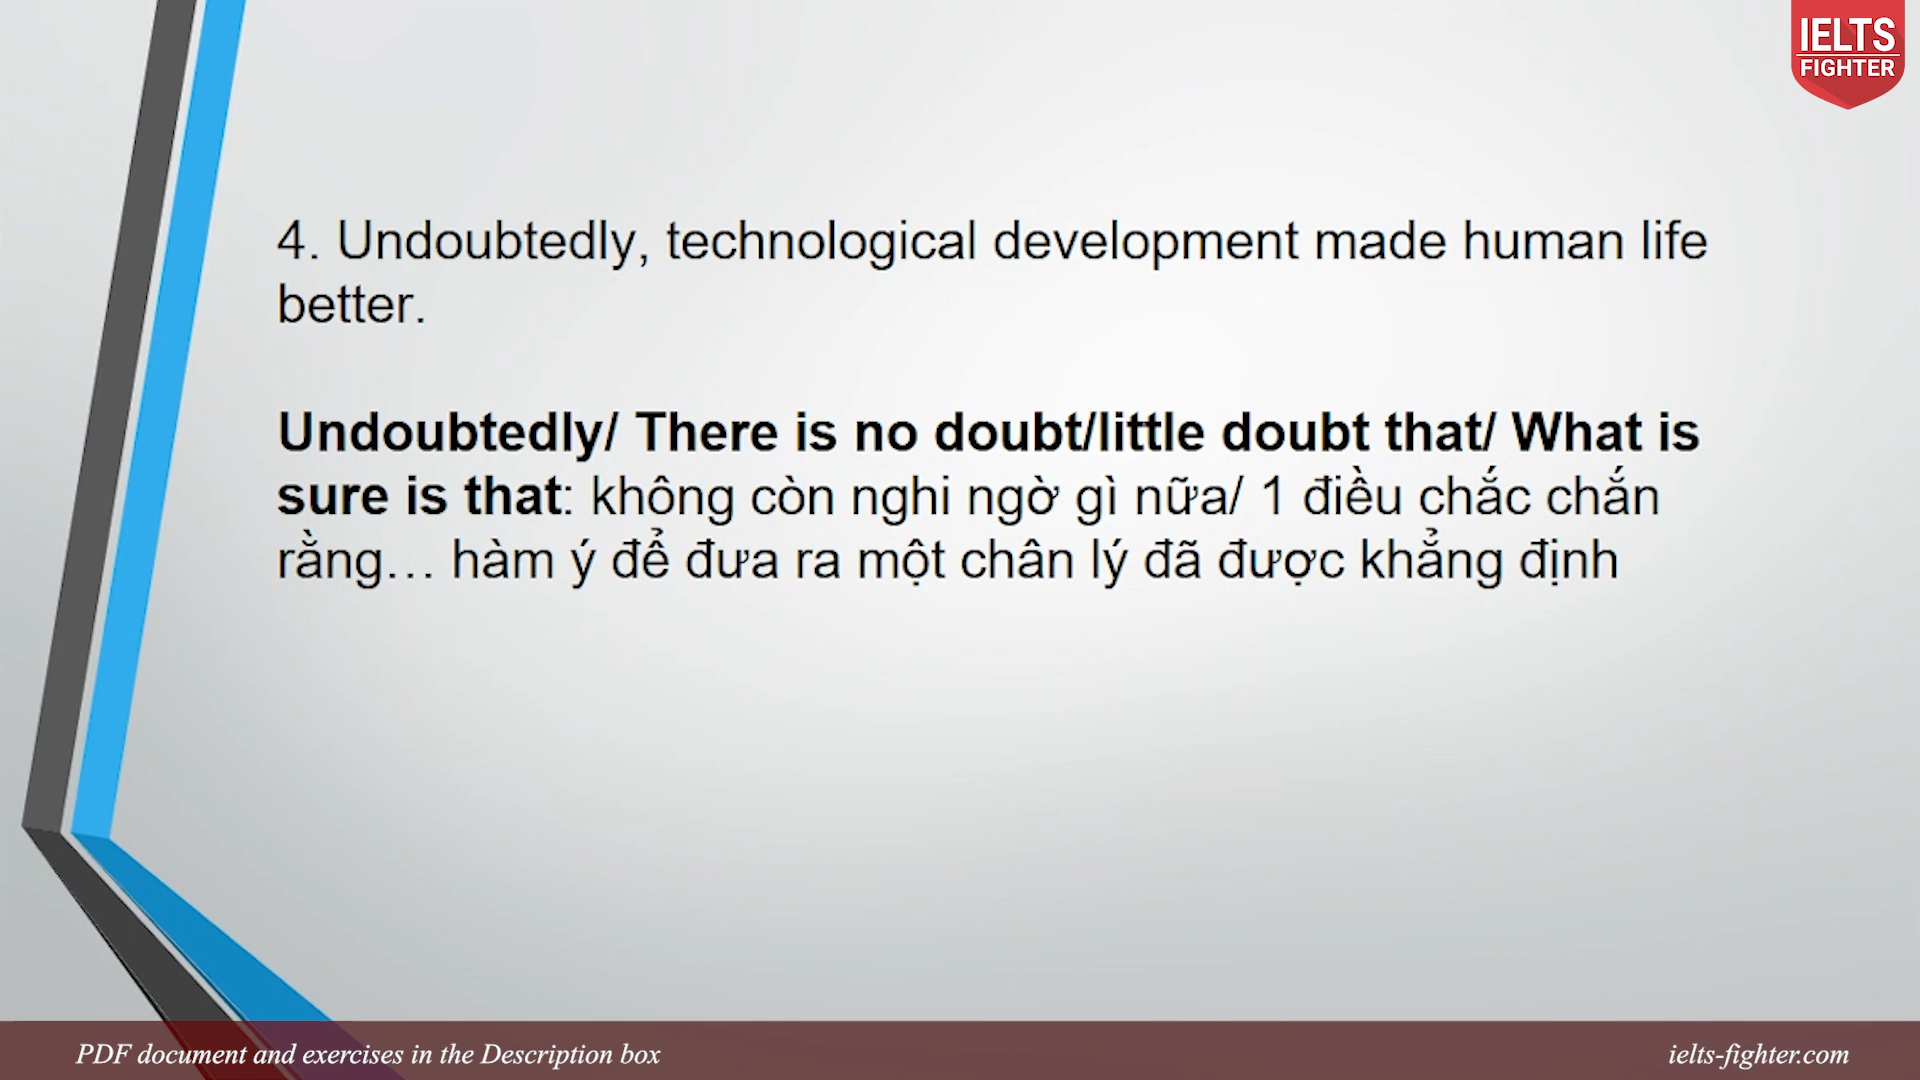 IELTS
FIGHTER
4. Undoubtedly, technological development made human life
better.
Undoubtedly/ There is no doubt/little doubt that/ What is
sure is that: không còn nghi ngờ gì nữa/ 1 điều chắc chắn
rằng… hàm ý để đưa ra một chân lý đã được khẳng định
PDF document and exercises in the Description box
ielts-fighter.com